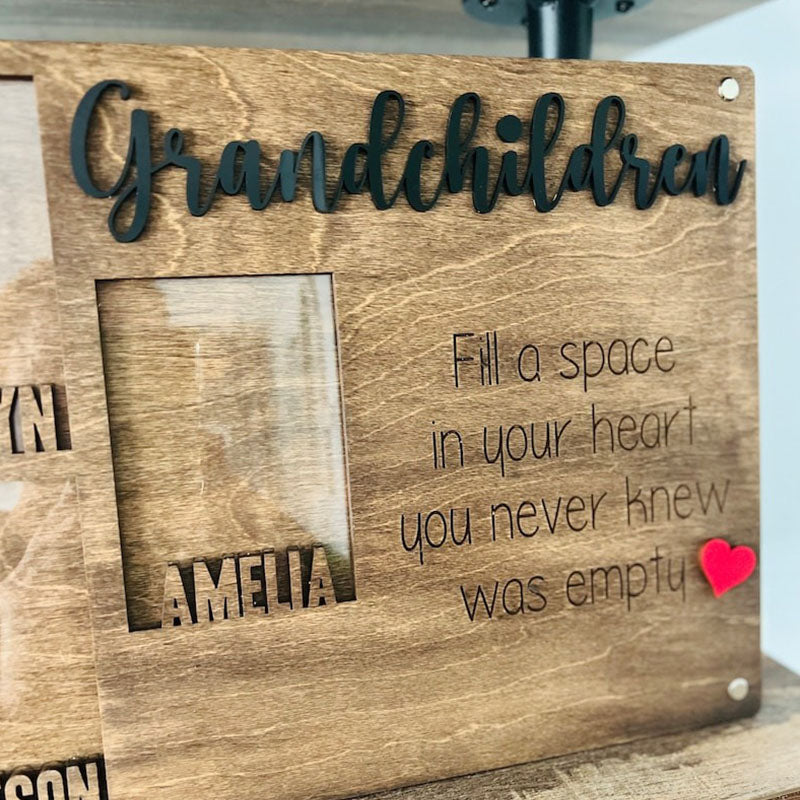 Grandchildren
Fill a space
in your heart
you never knew
was empty
AMELIA